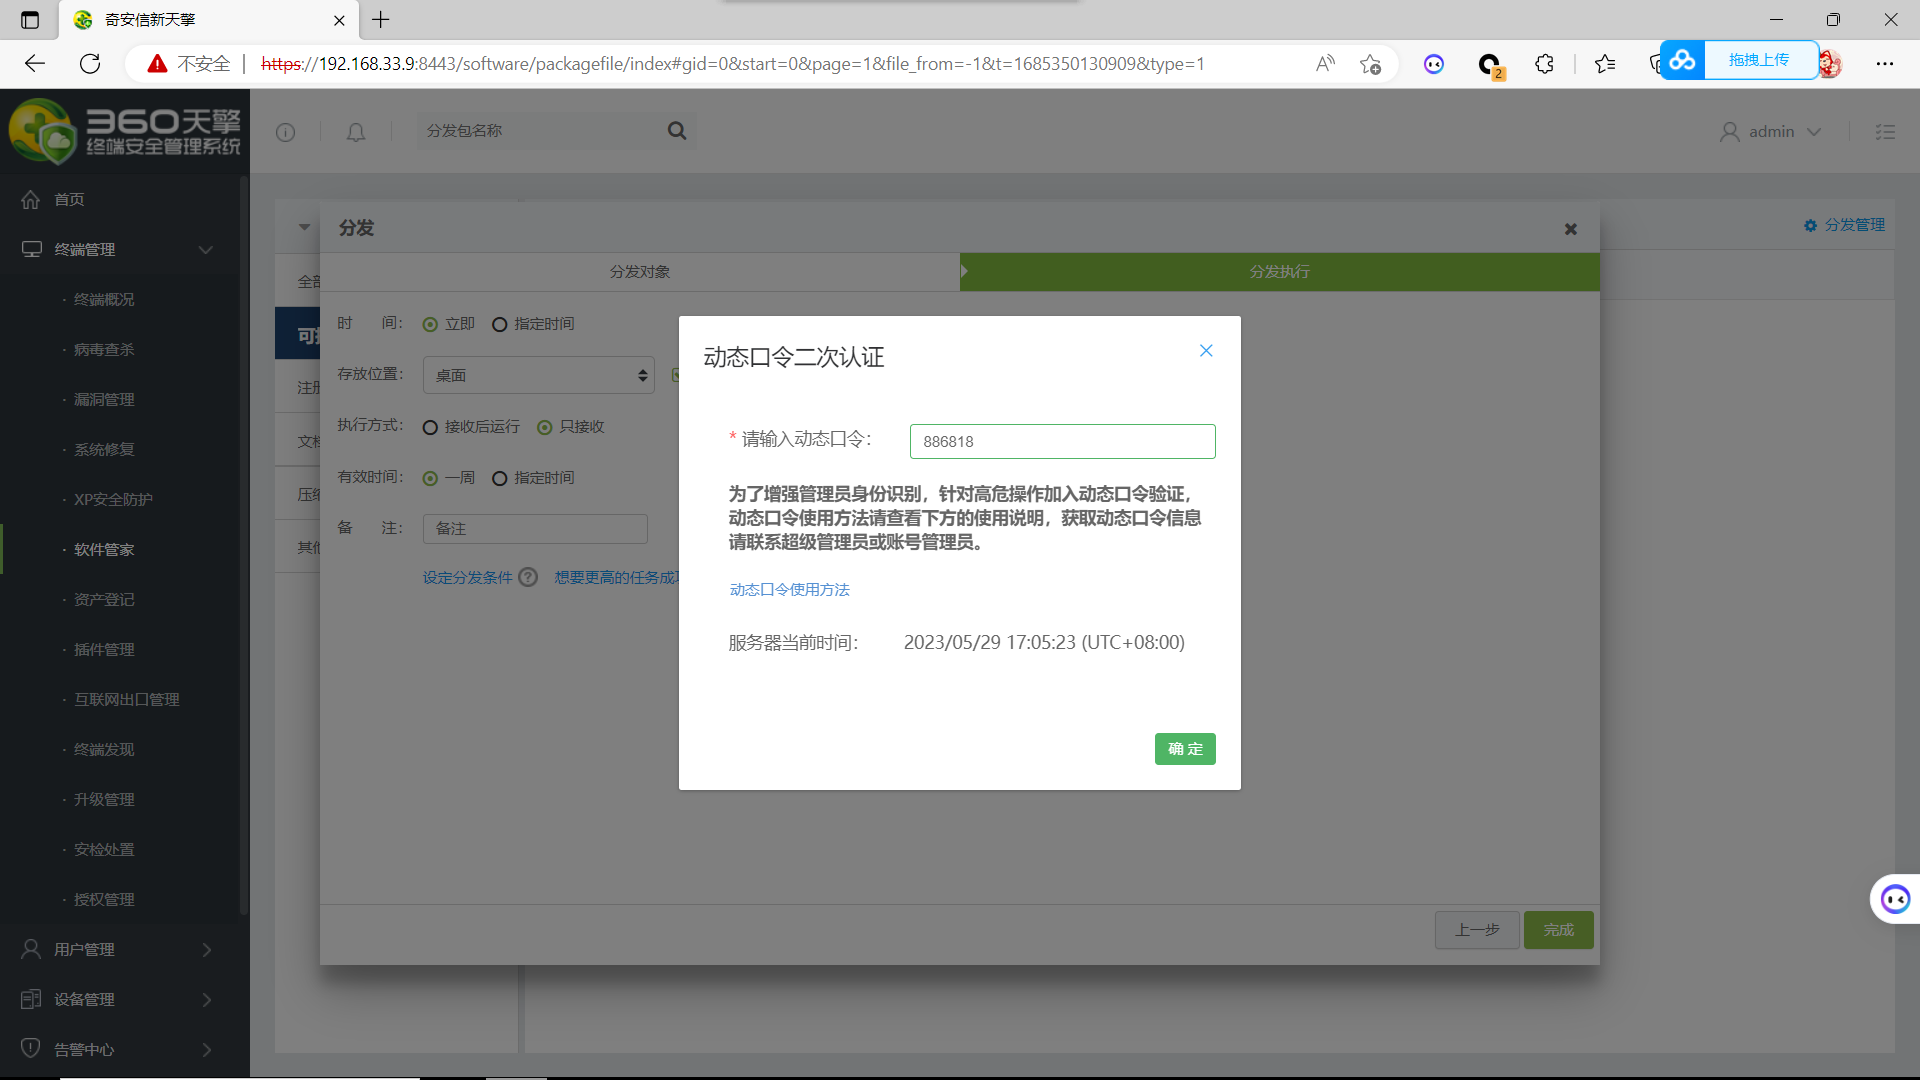 奇安信新天擎
不安全 https://192.168.33.9:8443/software/packagefile/index#gid=0&start=0&page=1&file_from=-1&t=1685350130909&type=1
2
拖拽上传
360天擎
终端安全管理系统
分发包名称
admin
首页
终端管理
· 终端概况
· 病毒查杀
· 漏洞管理
· 系统修复
· XP安全防护
· 软件管家
· 资产登记
· 插件管理
· 互联网出口管理
· 终端发现
· 升级管理
· 安检处置
· 授权管理
用户管理
设备管理
告警中心
分发管理
全部
注册
文档
压缩
其他
分发
分发对象
分发执行
时 间： 立即 指定时间
存放位置： 桌面
执行方式： 接收后运行 只接收
有效时间： 一周 指定时间
备 注： 备注
设定分发条件 ? 想要更高的任务成
上一步
完成
动态口令二次认证
* 请输入动态口令： 886818
为了增强管理员身份识别，针对高危操作加入动态口令验证，
动态口令使用方法请查看下方的使用说明，获取动态口令信息
请联系超级管理员或账号管理员。
动态口令使用方法
服务器当前时间： 2023/05/29 17:05:23 (UTC+08:00)
确 定